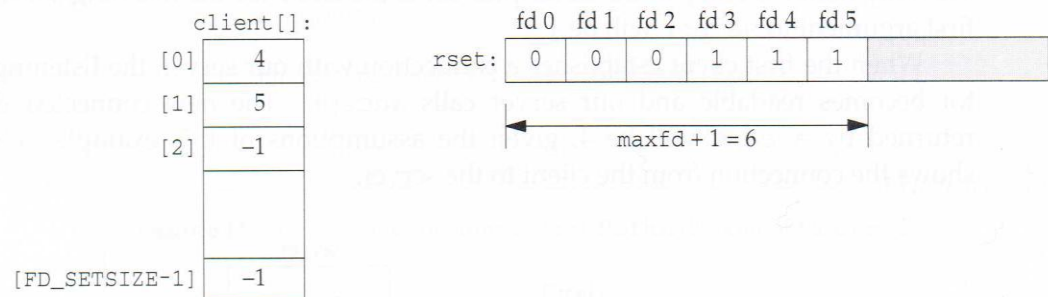 client[]:
[0] 4
[1] 5
[2] −1
[FD_SETSIZE-1] −1
fd 0 fd 1 fd 2 fd 3 fd 4 fd 5
rset: 0 0 0 1 1 1
maxfd + 1 = 6